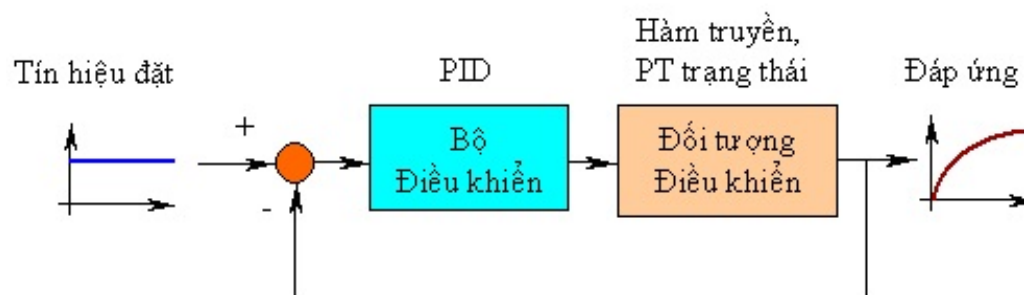 Tín hiệu đặt
PID
Hàm truyền,
PT trạng thái
Đáp ứng
+
-
Bộ
Điều khiển
Đối tượng
Điều khiển